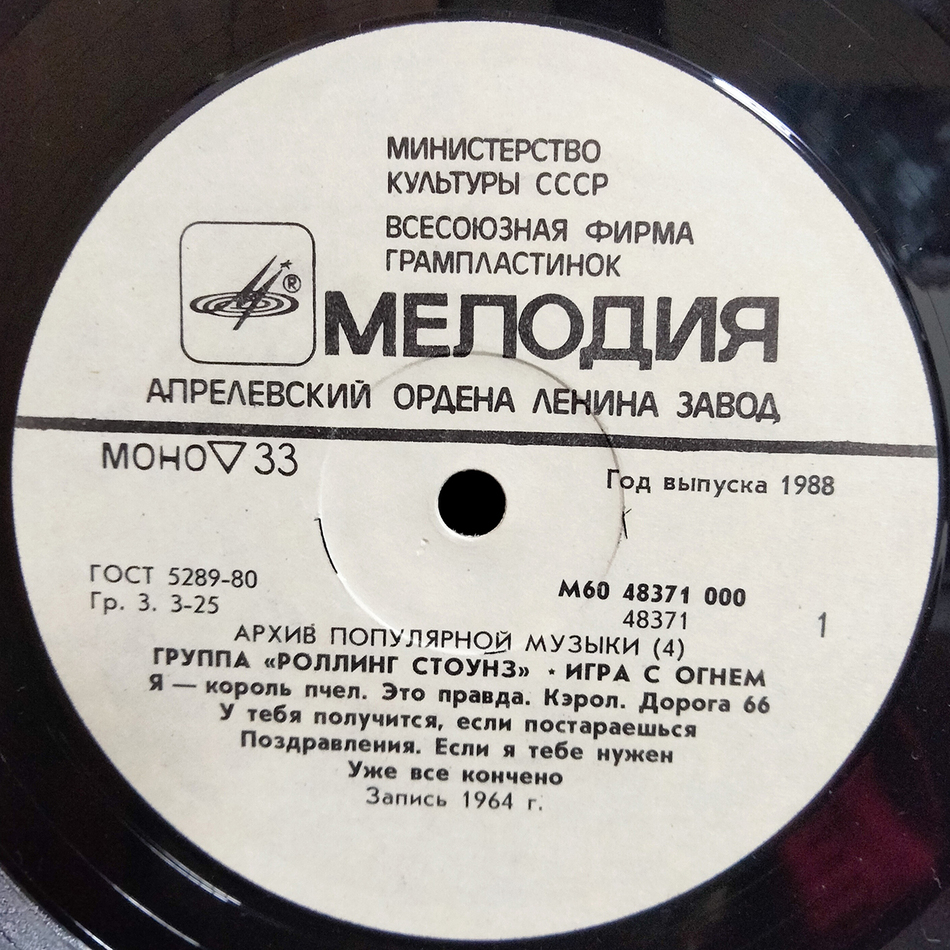 МИНИСТЕРСТВО
КУЛЬТУРЫ СССР
ВСЕСОЮЗНАЯ ФИРМА
ГРАМПЛАСТИНОК
®
МЕЛОДИЯ
АПРЕЛЕВСКИЙ ОРДЕНА ЛЕНИНА ЗАВОД
МОНО▽33
Год выпуска 1988
ГОСТ 5289-80
Гр. 3. 3-25
М60 48371 000
48371
1
АРХИВ ПОПУЛЯРНОЙ МУЗЫКИ (4)
ГРУППА «РОЛЛИНГ СТОУНЗ» · ИГРА С ОГНЕМ
Я — король пчел. Это правда. Кэрол. Дорога 66
У тебя получится, если постараешься
Поздравления. Если я тебе нужен
Уже все кончено
Запись 1964 г.